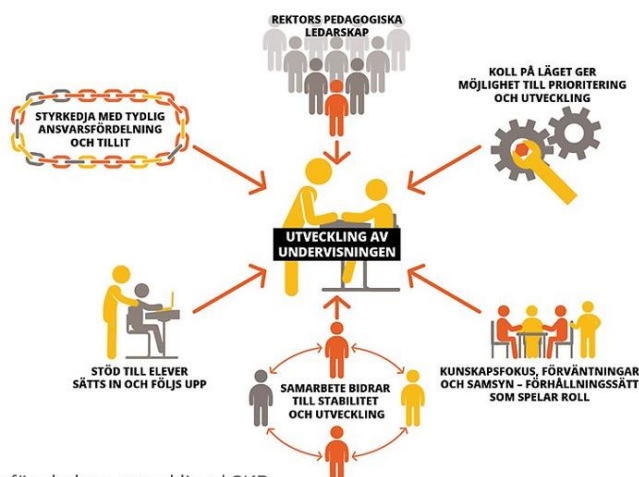 REKTORS PEDAGOGISKA
LEDARSKAP
STYRKEDJA MED TYDLIG
ANSVARSFÖRDELNING
OCH TILLIT
KOLL PÅ LÄGET GER
MÖJLIGHET TILL PRIORITERING
OCH UTVECKLING
UTVECKLING AV
UNDERVISNINGEN
STÖD TILL ELEVER
SÄTTS IN OCH FÖLJS UPP
SAMARBETE BIDRAR
TILL STABILITET
OCH UTVECKLING
KUNSKAPSFOKUS, FÖRVÄNTNINGAR
OCH SAMSYN – FÖRHÅLLNINGSSÄTT
SOM SPELAR ROLL